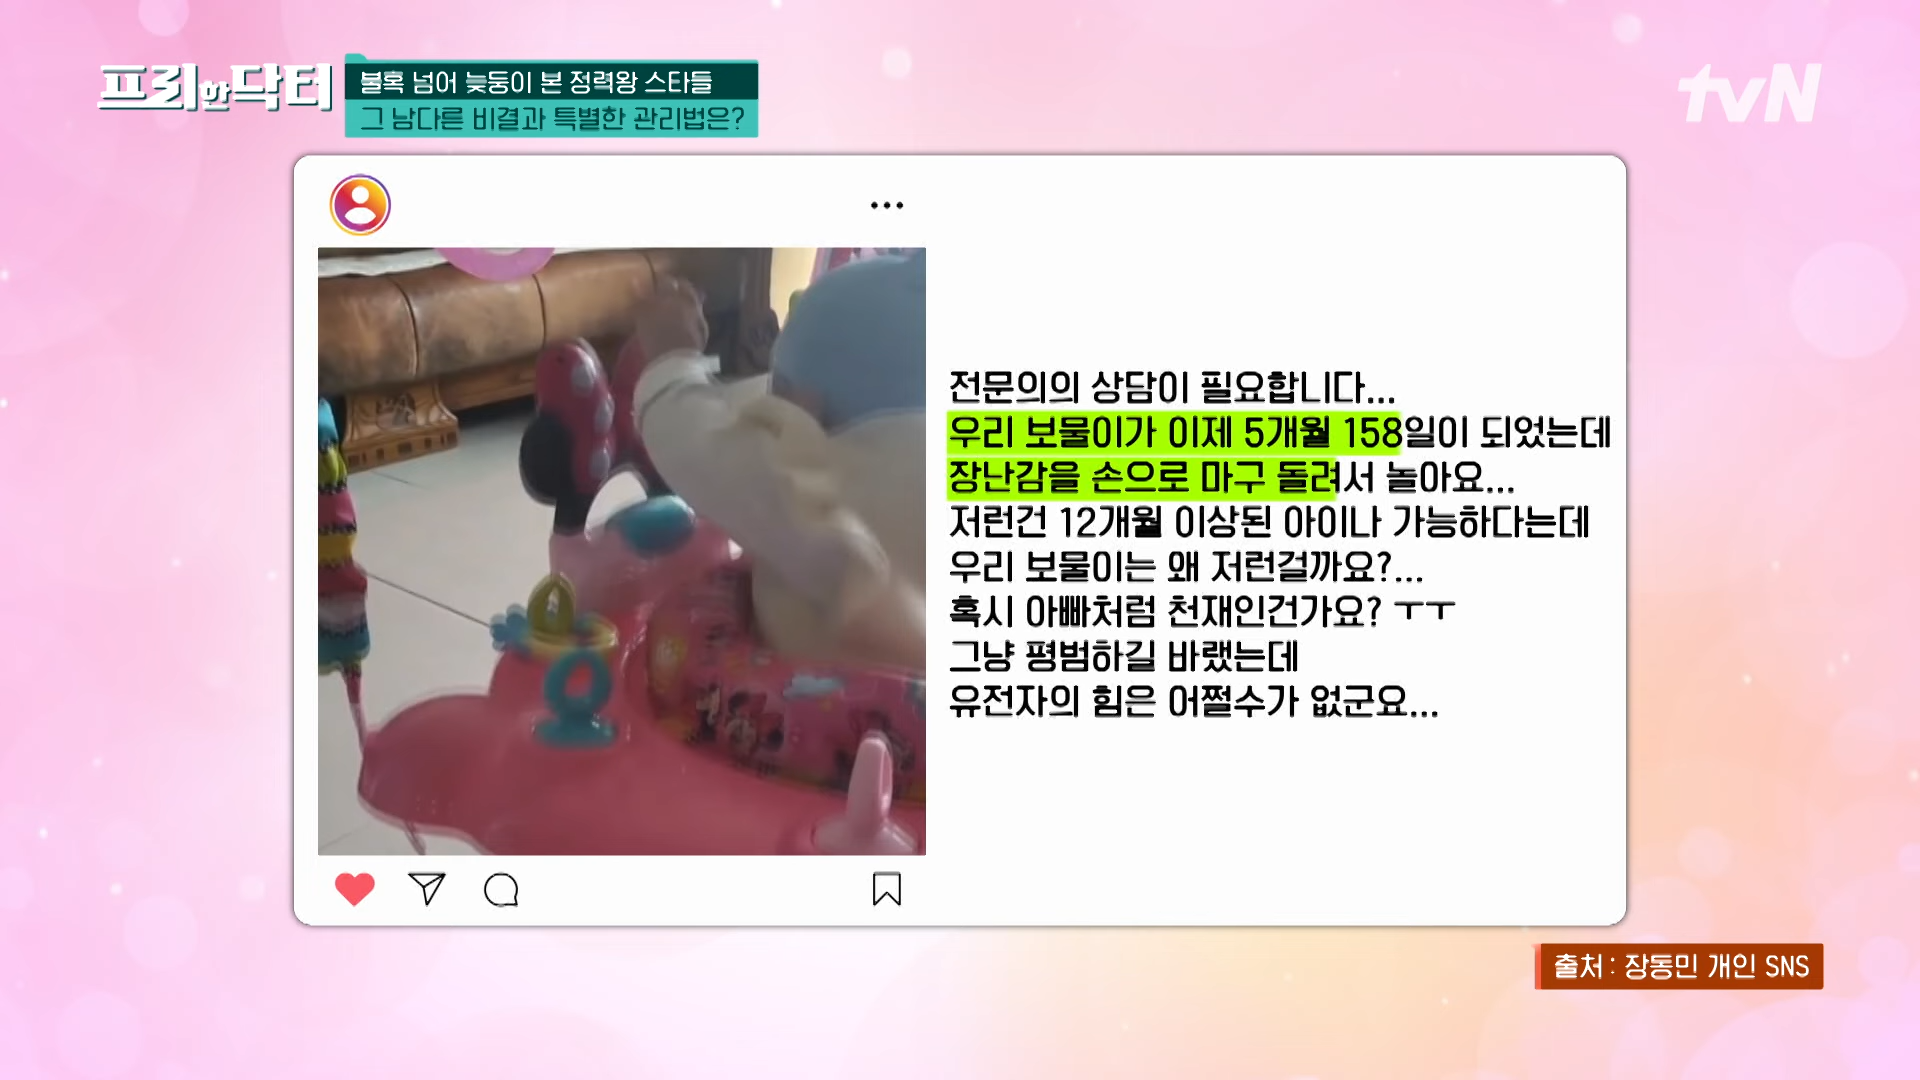 프리한닥터
불혹 넘어 늦둥이 본 정력왕 스타들
그 남다른 비결과 특별한 관리법은?
tvN
전문의의 상담이 필요합니다...
우리 보물이가 이제 5개월 158일이 되었는데
장난감을 손으로 마구 돌려서 놀아요...
저런건 12개월 이상된 아이나 가능하다는데
우리 보물이는 왜 저런걸까요?...
혹시 아빠처럼 천재인건가요? ㅜㅜ
그냥 평범하길 바랬는데
유전자의 힘은 어쩔수가 없군요...
출처 : 장동민 개인 SNS